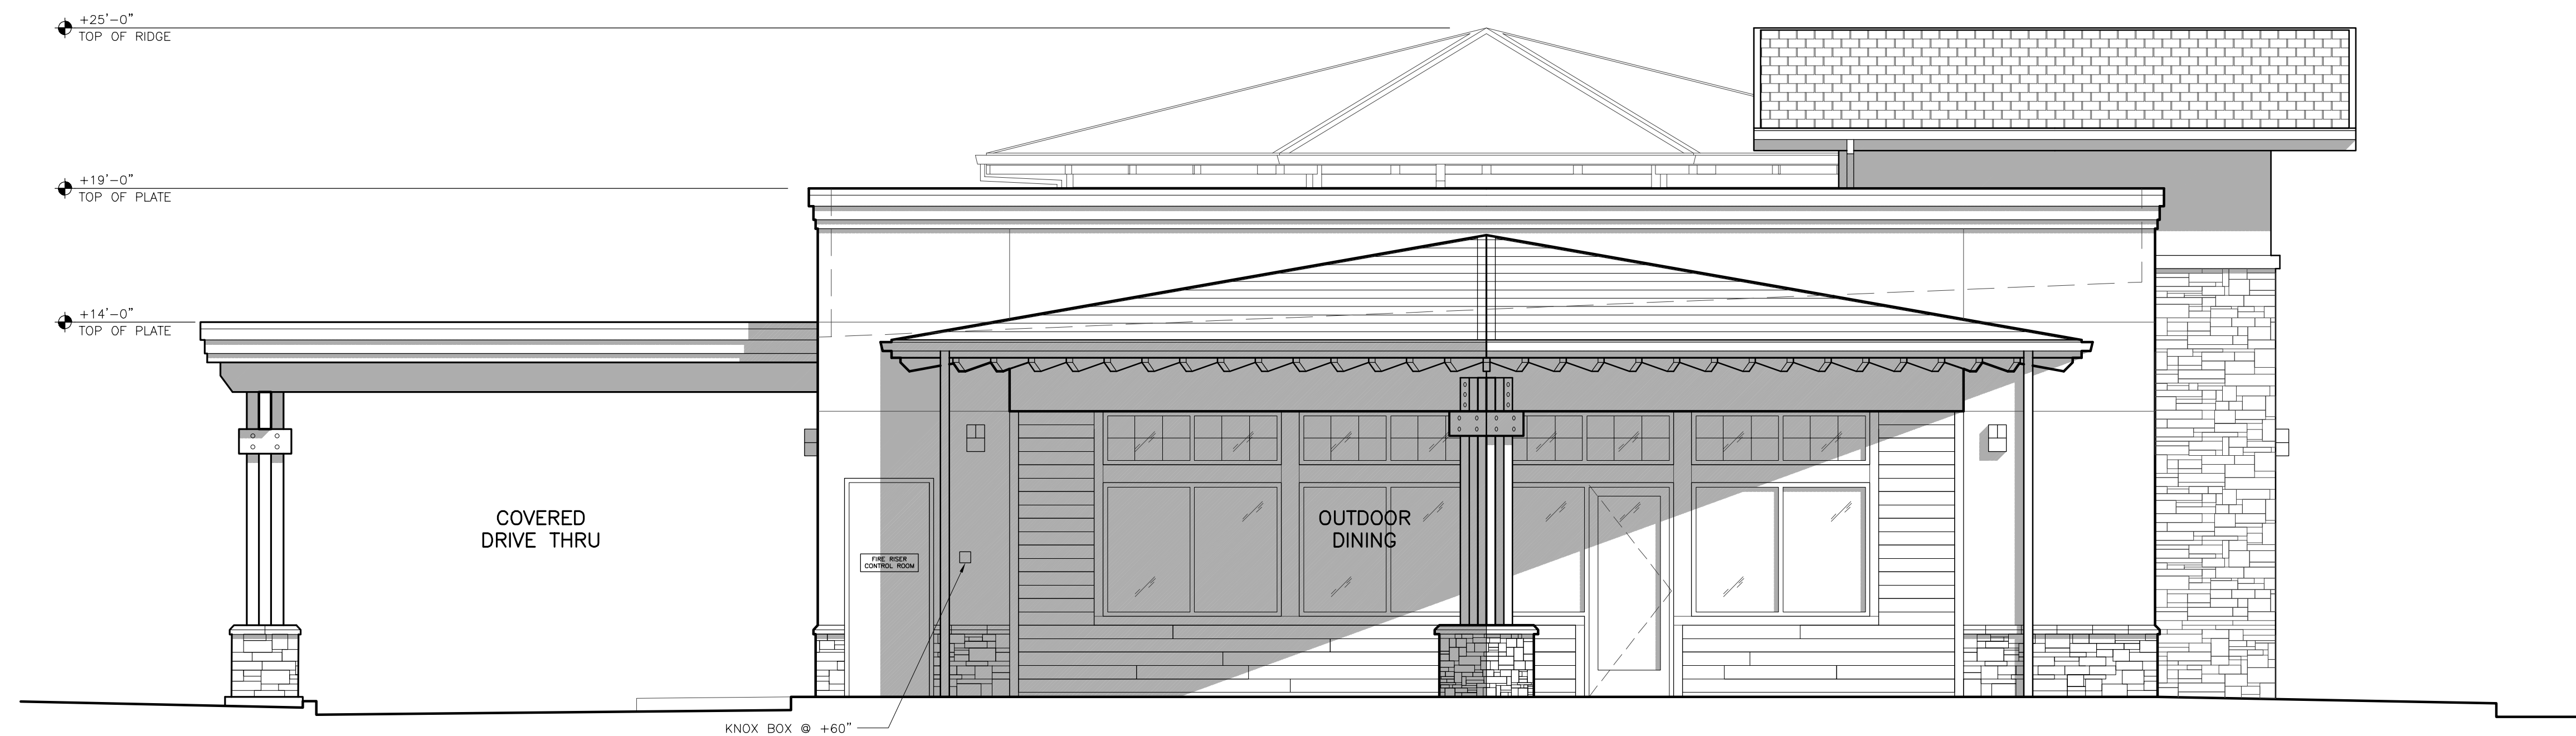 +25'-0"
TOP OF RIDGE
+19'-0"
TOP OF PLATE
+14'-0"
TOP OF PLATE
COVERED
DRIVE THRU
FIRE RISER
CONTROL ROOM
OUTDOOR
DINING
KNOX BOX @ +60"